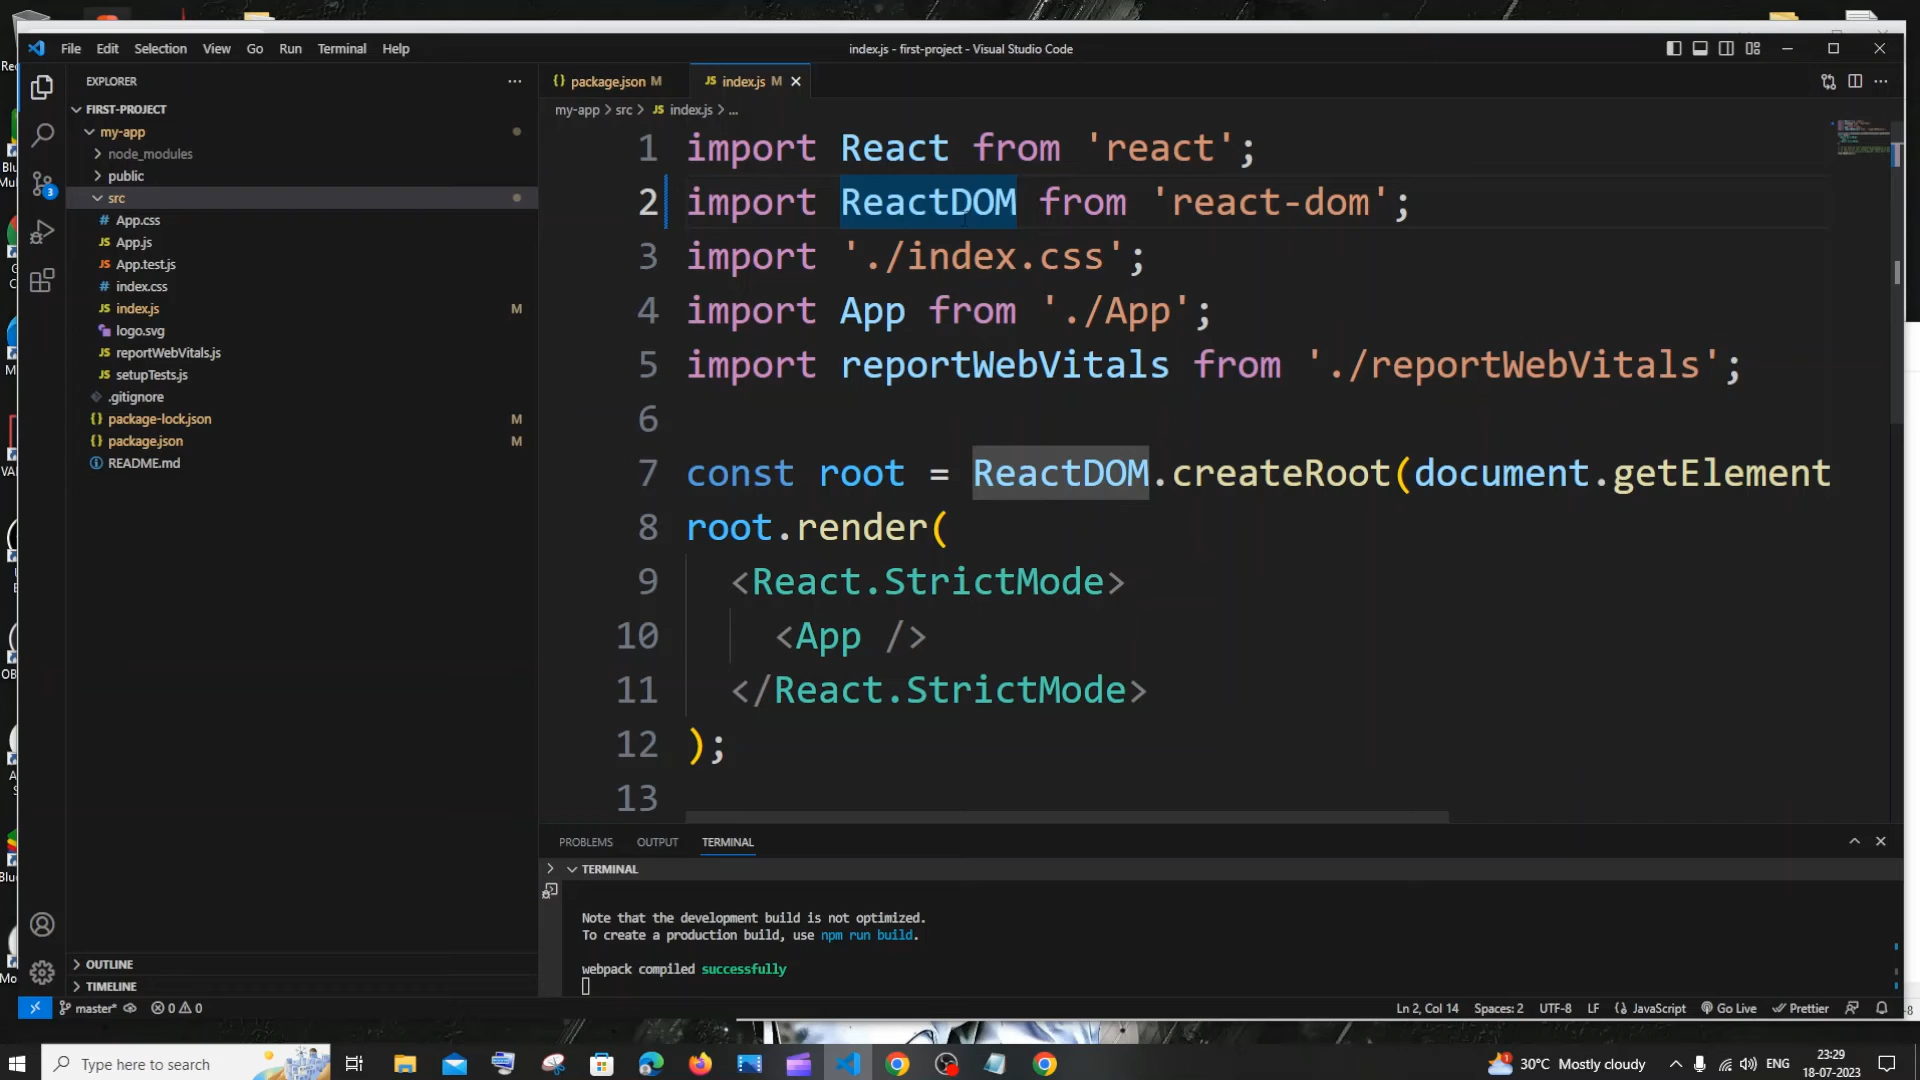 File Edit Selection View Go Run Terminal Help
index.js - first-project - Visual Studio Code
EXPLORER
FIRST-PROJECT
my-app
node_modules
public
src
App.css
App.js
App.test.js
index.css
index.js M
logo.svg
reportWebVitals.js
setupTests.js
.gitignore
package-lock.json M
package.json M
README.md
OUTLINE
TIMELINE
package.json M
index.js M
my-app > src > JS index.js > ...
1 import React from 'react';
2 import ReactDOM from 'react-dom';
3 import './index.css';
4 import App from './App';
5 import reportWebVitals from './reportWebVitals';
6
7 const root = ReactDOM.createRoot(document.getElement
8 root.render(
9 <React.StrictMode>
10 <App />
11 </React.StrictMode>
12 );
13
PROBLEMS OUTPUT TERMINAL
TERMINAL
Note that the development build is not optimized.
To create a production build, use npm run build.
webpack compiled successfully
master* 0 0
Ln 2, Col 14 Spaces: 2 UTF-8 LF {} JavaScript Go Live Prettier
Type here to search
30°C Mostly cloudy
ENG
23:29
18-07-2023